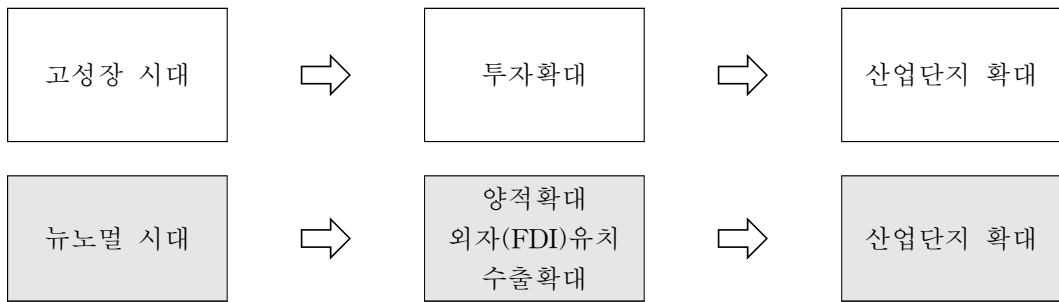 고성장 시대
투자확대
산업단지 확대
뉴노멀 시대
양적확대
외자(FDI)유치
수출확대
산업단지 확대